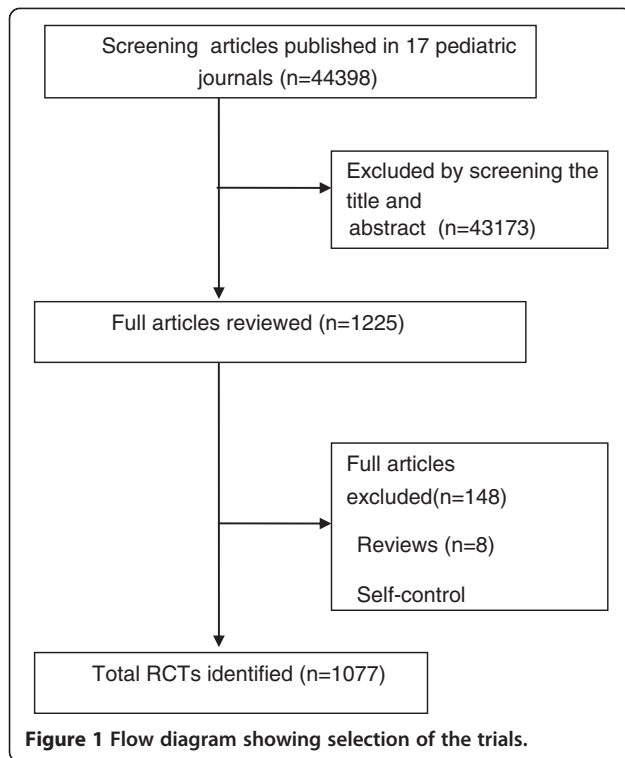 Screening articles published in 17 pediatric
journals (n=44398)
Excluded by screening the
title and
abstract (n=43173)
Full articles reviewed (n=1225)
Full articles
excluded(n=148)
Reviews (n=8)
Self-control
Total RCTs identified (n=1077)
Figure 1 Flow diagram showing selection of the trials.